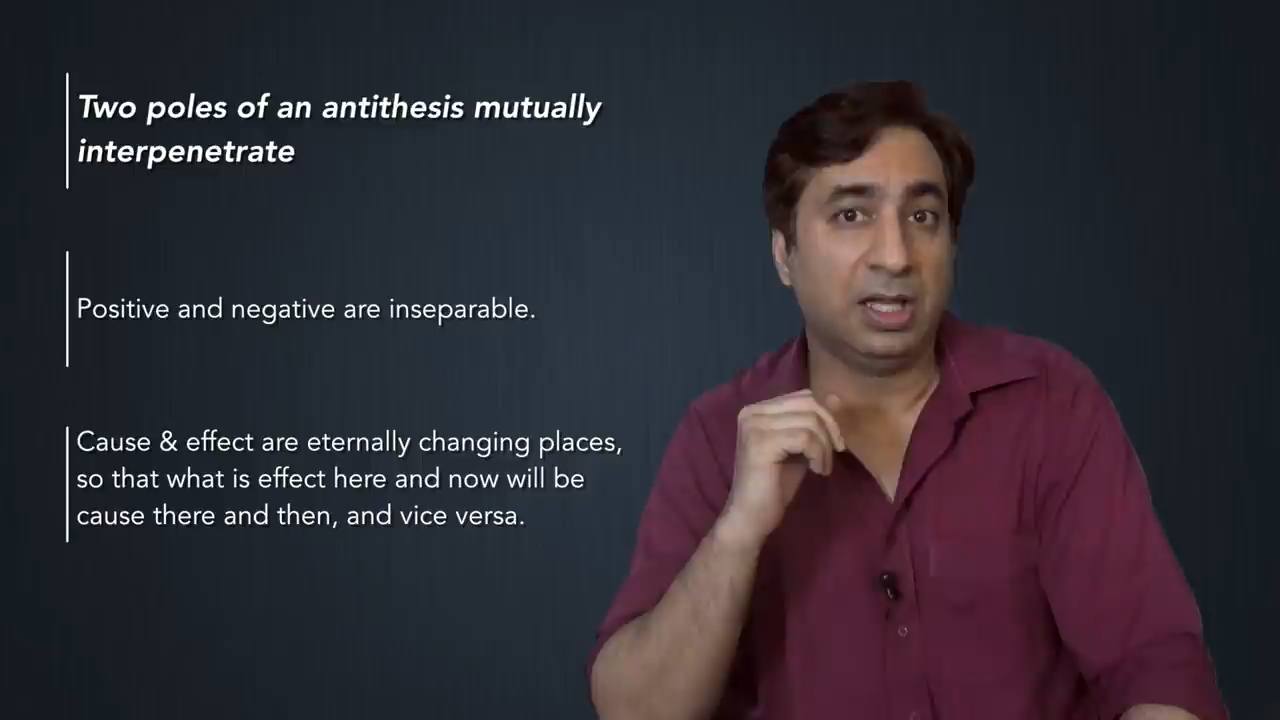 Two poles of an antithesis mutually
interpenetrate
Positive and negative are inseparable.
Cause & effect are eternally changing places,
so that what is effect here and now will be
cause there and then, and vice versa.